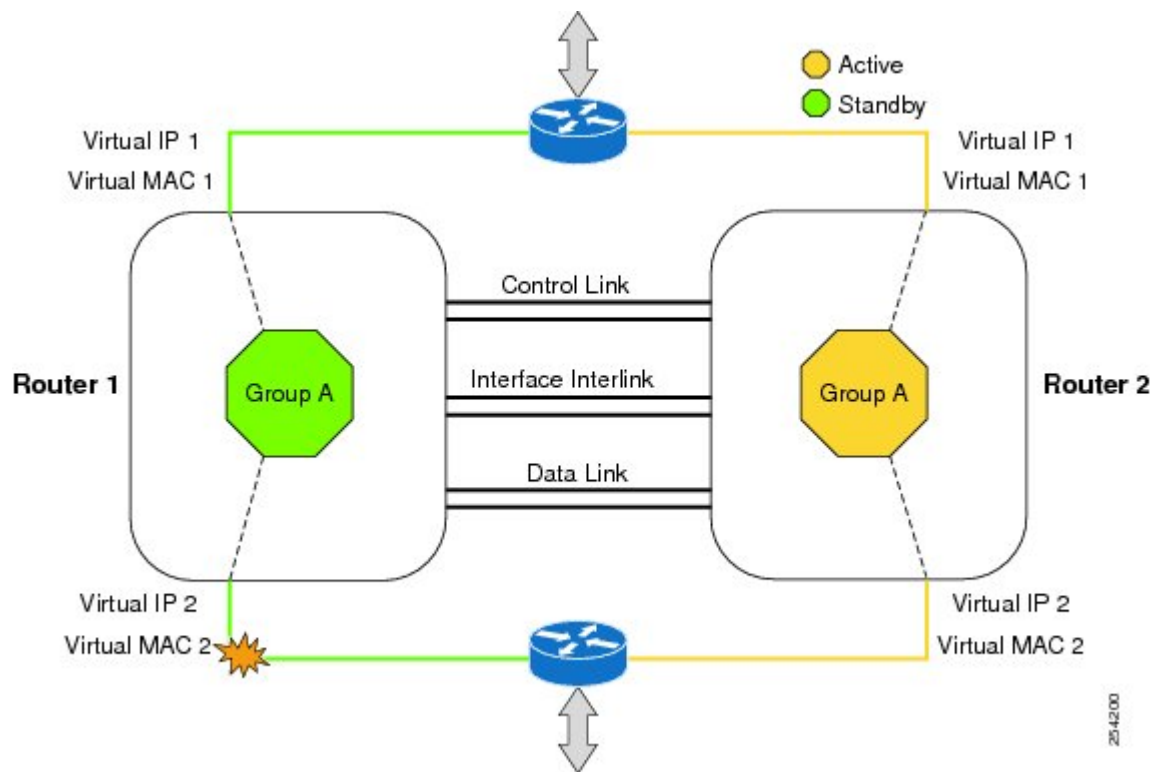 Active
Standby
Virtual IP 1
Virtual MAC 1
Virtual IP 1
Virtual MAC 1
Control Link
Router 1
Group A
Interface Interlink
Group A
Router 2
Data Link
Virtual IP 2
Virtual MAC 2
Virtual IP 2
Virtual MAC 2
254200